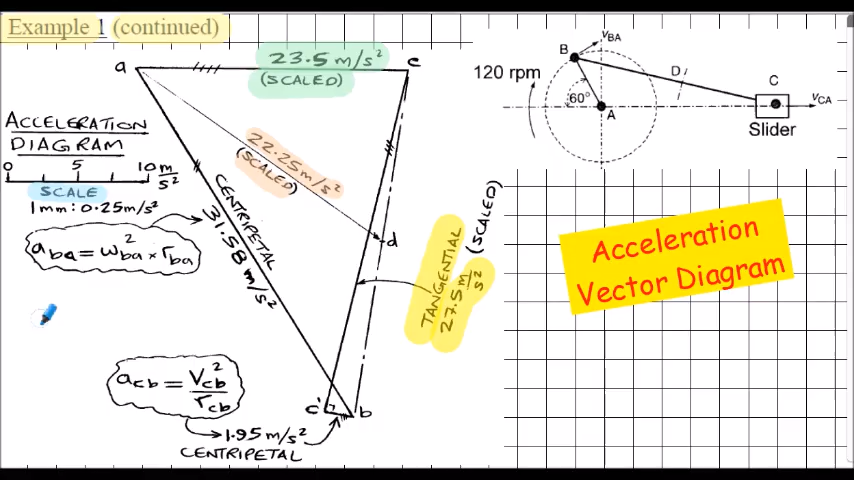 Example 1 (continued)
a
23.5 m/s²
(SCALED)
c
ACCELERATION
DIAGRAM
0 5 10 m/s²
SCALE
1mm : 0.25m/s²
a_ba = ω²_ba × r_ba
22.25 m/s²
(SCALED)
CENTRIPETAL
31.58 m/s²
d
TANGENTIAL
27.5 m/s²
(SCALED)
a_cb = V_cb² / r_cb
c' b
1.95 m/s²
CENTRIPETAL
B
v_BA
120 rpm
60°
A
D
C
v_CA
Slider
Acceleration
Vector Diagram